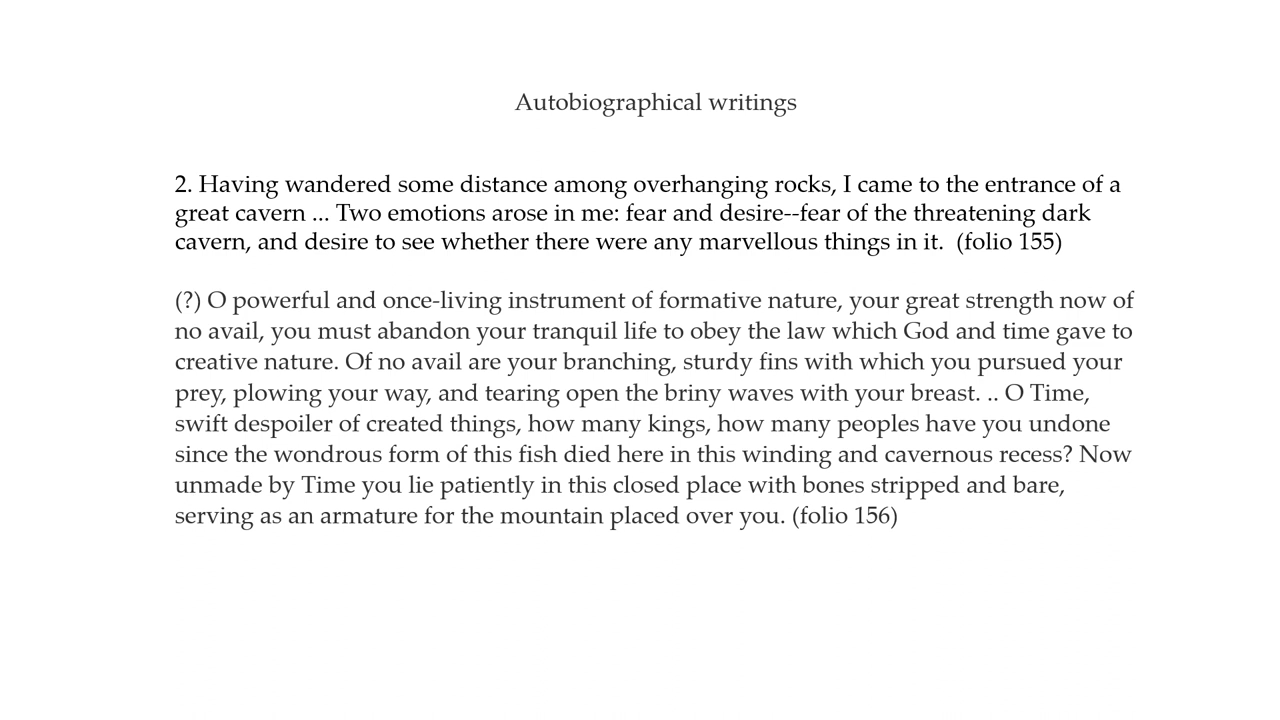 Autobiographical writings
2. Having wandered some distance among overhanging rocks, I came to the entrance of a
great cavern ... Two emotions arose in me: fear and desire--fear of the threatening dark
cavern, and desire to see whether there were any marvellous things in it.  (folio 155)
(?) O powerful and once-living instrument of formative nature, your great strength now of
no avail, you must abandon your tranquil life to obey the law which God and time gave to
creative nature. Of no avail are your branching, sturdy fins with which you pursued your
prey, plowing your way, and tearing open the briny waves with your breast. .. O Time,
swift despoiler of created things, how many kings, how many peoples have you undone
since the wondrous form of this fish died here in this winding and cavernous recess? Now
unmade by Time you lie patiently in this closed place with bones stripped and bare,
serving as an armature for the mountain placed over you. (folio 156)